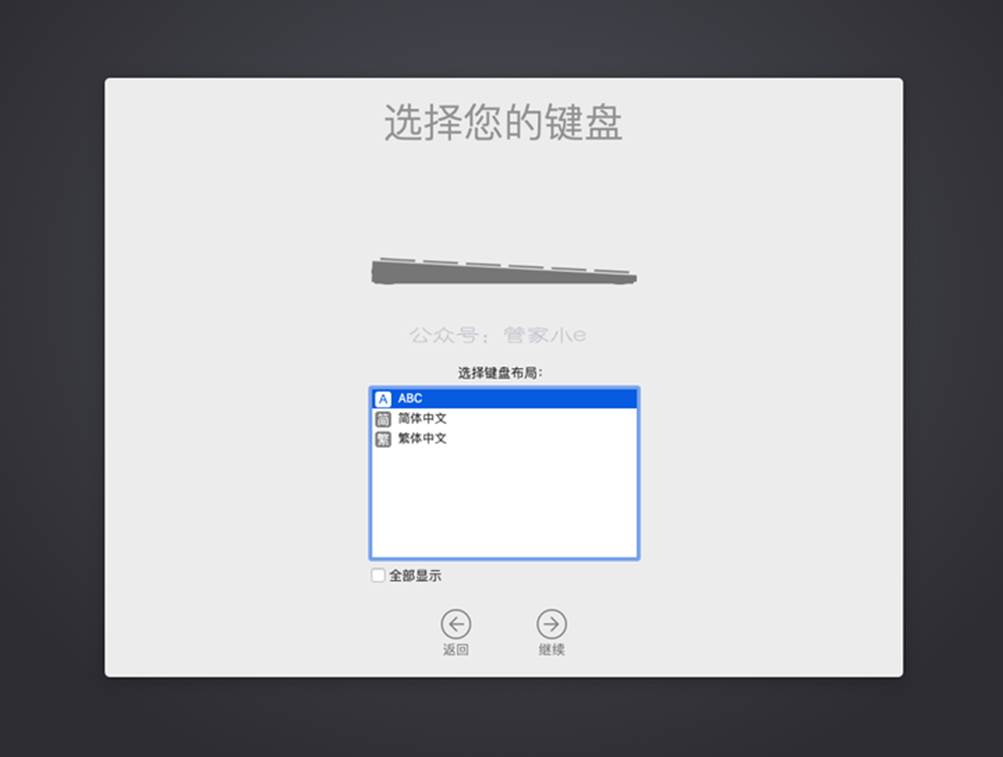 选择您的键盘
公众号：管家小e
选择键盘布局：
A ABC
简 简体中文
繁 繁体中文
全部显示
返回 继续